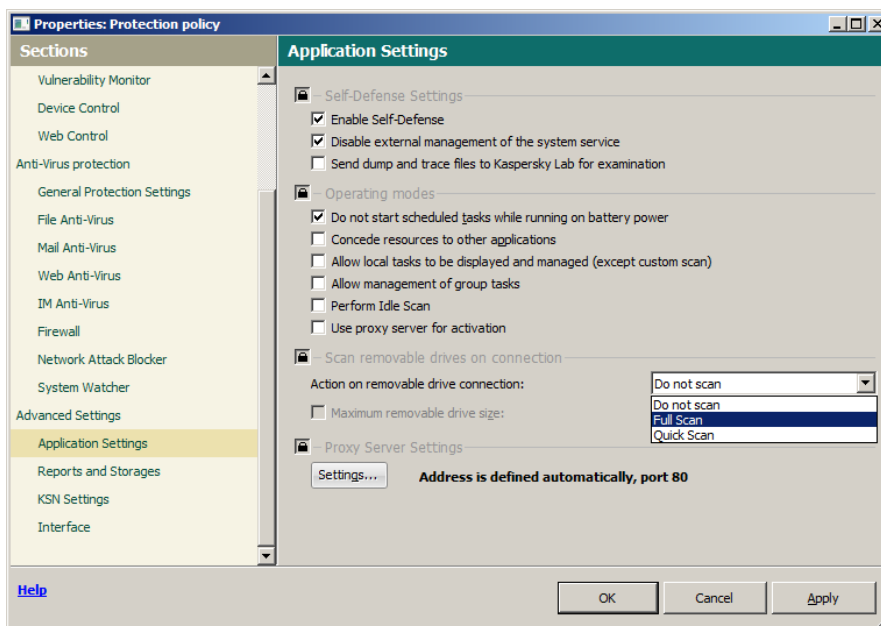 Properties: Protection policy
Sections
Vulnerability Monitor
Device Control
Web Control
Anti-Virus protection
General Protection Settings
File Anti-Virus
Mail Anti-Virus
Web Anti-Virus
IM Anti-Virus
Firewall
Network Attack Blocker
System Watcher
Advanced Settings
Application Settings
Reports and Storages
KSN Settings
Interface
Application Settings
Self-Defense Settings
Enable Self-Defense
Disable external management of the system service
Send dump and trace files to Kaspersky Lab for examination
Operating modes
Do not start scheduled tasks while running on battery power
Concede resources to other applications
Allow local tasks to be displayed and managed (except custom scan)
Allow management of group tasks
Perform Idle Scan
Use proxy server for activation
Scan removable drives on connection
Action on removable drive connection:
Do not scan
Do not scan
Full Scan
Quick Scan
Maximum removable drive size:
Proxy Server Settings
Settings...
Address is defined automatically, port 80
Help
OK
Cancel
Apply